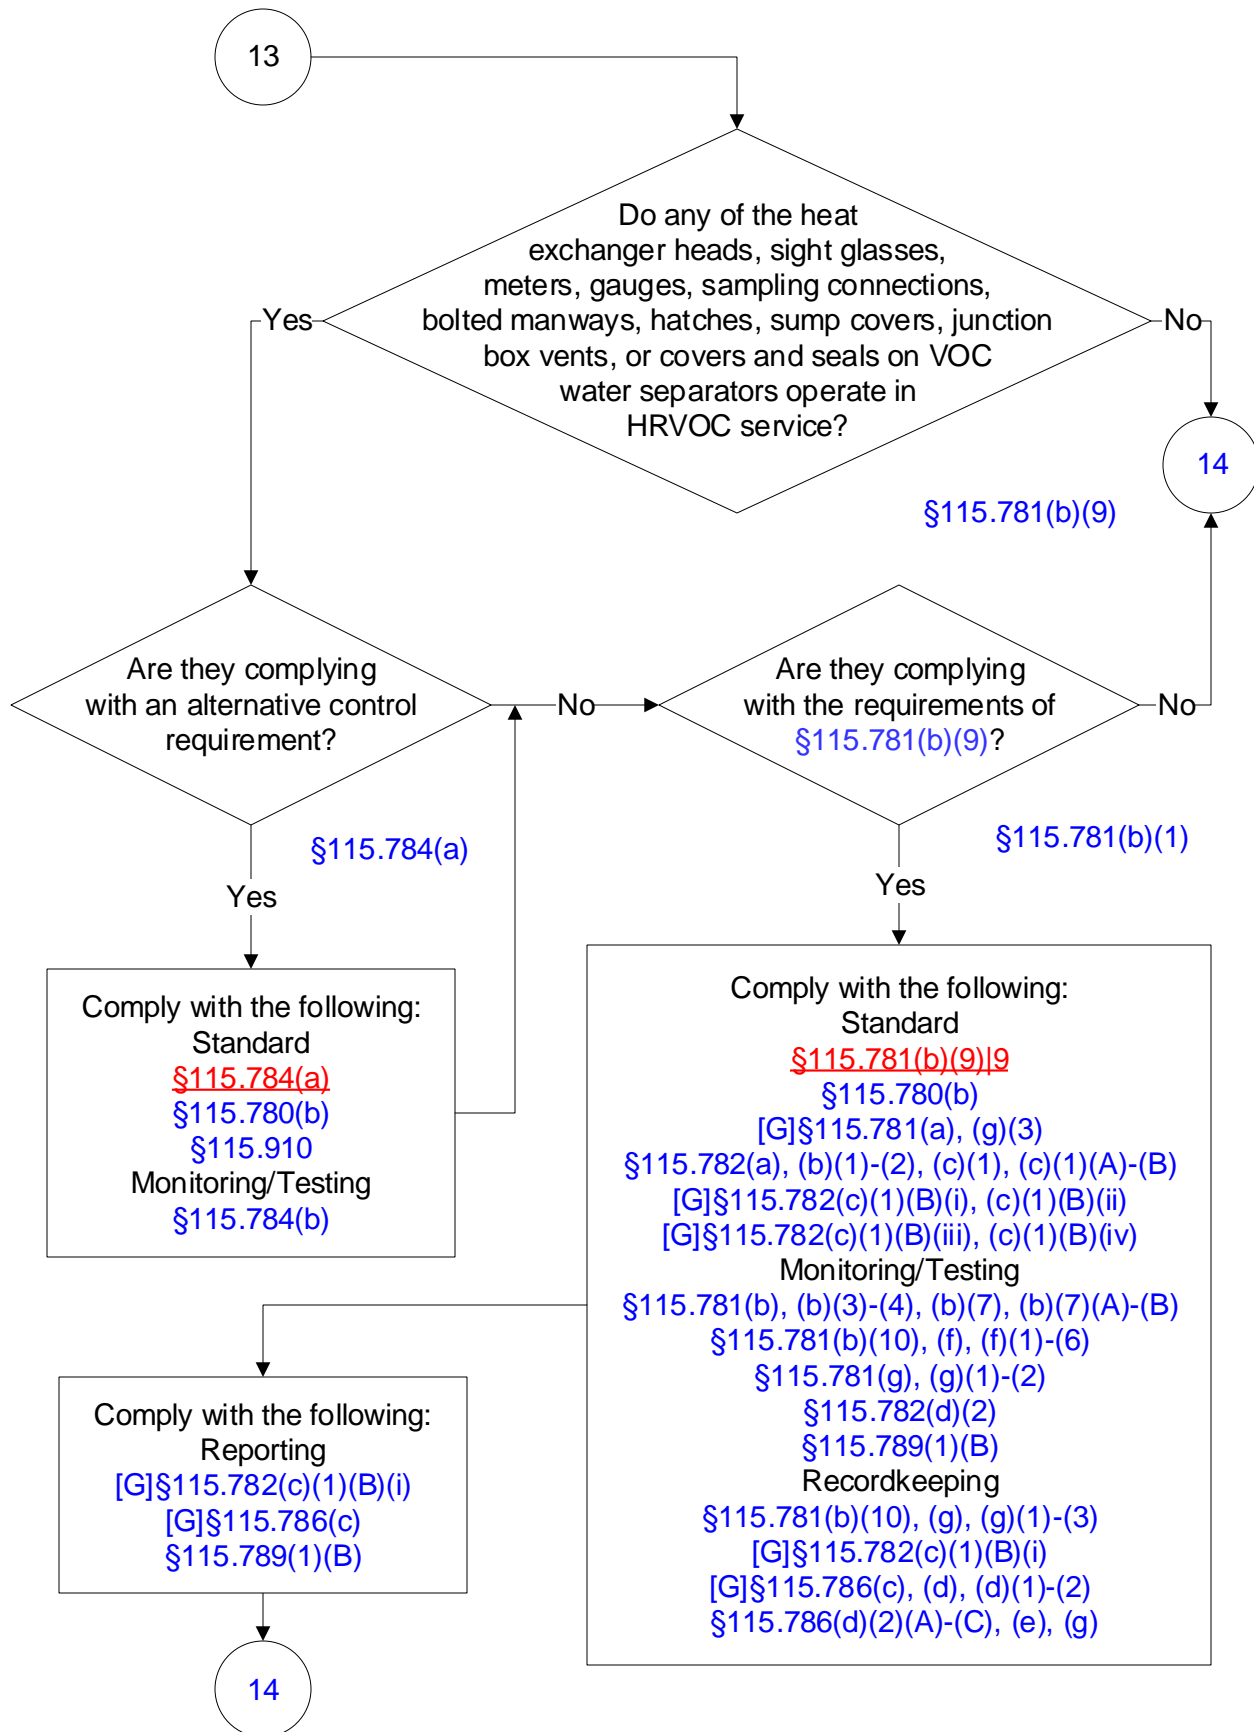 13
Do any of the heat
exchanger heads, sight glasses,
meters, gauges, sampling connections,
bolted manways, hatches, sump covers, junction
box vents, or covers and seals on VOC
water separators operate in
HRVOC service?
Yes
No
14
§115.781(b)(9)
Are they complying
with an alternative control
requirement?
No
Are they complying
with the requirements of
§115.781(b)(9)?
No
§115.784(a)
§115.781(b)(1)
Yes
Yes
Comply with the following:
Standard
§115.784(a)
§115.780(b)
§115.910
Monitoring/Testing
§115.784(b)
Comply with the following:
Standard
§115.781(b)(9)|9
§115.780(b)
[G]§115.781(a), (g)(3)
§115.782(a), (b)(1)-(2), (c)(1), (c)(1)(A)-(B)
[G]§115.782(c)(1)(B)(i), (c)(1)(B)(ii)
[G]§115.782(c)(1)(B)(iii), (c)(1)(B)(iv)
Monitoring/Testing
§115.781(b), (b)(3)-(4), (b)(7), (b)(7)(A)-(B)
§115.781(b)(10), (f), (f)(1)-(6)
§115.781(g), (g)(1)-(2)
§115.782(d)(2)
§115.789(1)(B)
Recordkeeping
§115.781(b)(10), (g), (g)(1)-(3)
[G]§115.782(c)(1)(B)(i)
[G]§115.786(c), (d), (d)(1)-(2)
§115.786(d)(2)(A)-(C), (e), (g)
Comply with the following:
Reporting
[G]§115.782(c)(1)(B)(i)
[G]§115.786(c)
§115.789(1)(B)
14